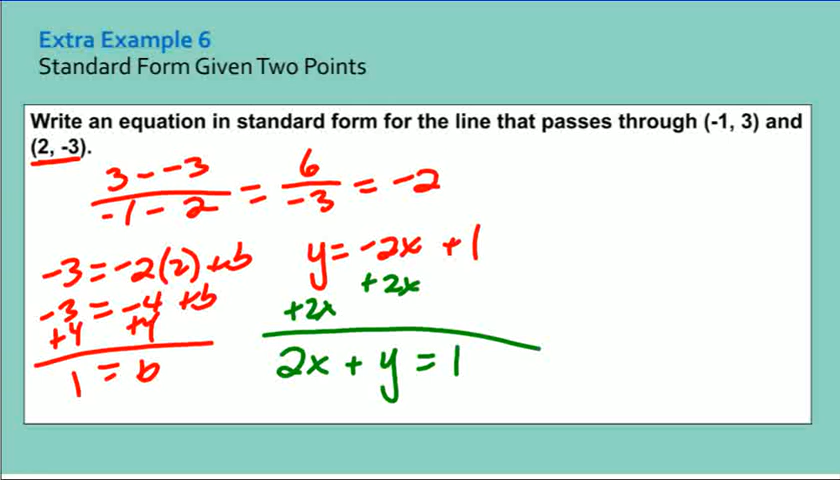 Extra Example 6
Standard Form Given Two Points
Write an equation in standard form for the line that passes through (-1, 3) and
(2, -3).
3 - -3
-1 - 2
= 6
-3
= -2
-3 = -2(2) + b
-3 = -4 + b
+4 +4
1 = b
y = -2x + 1
+2x +2x
2x + y = 1